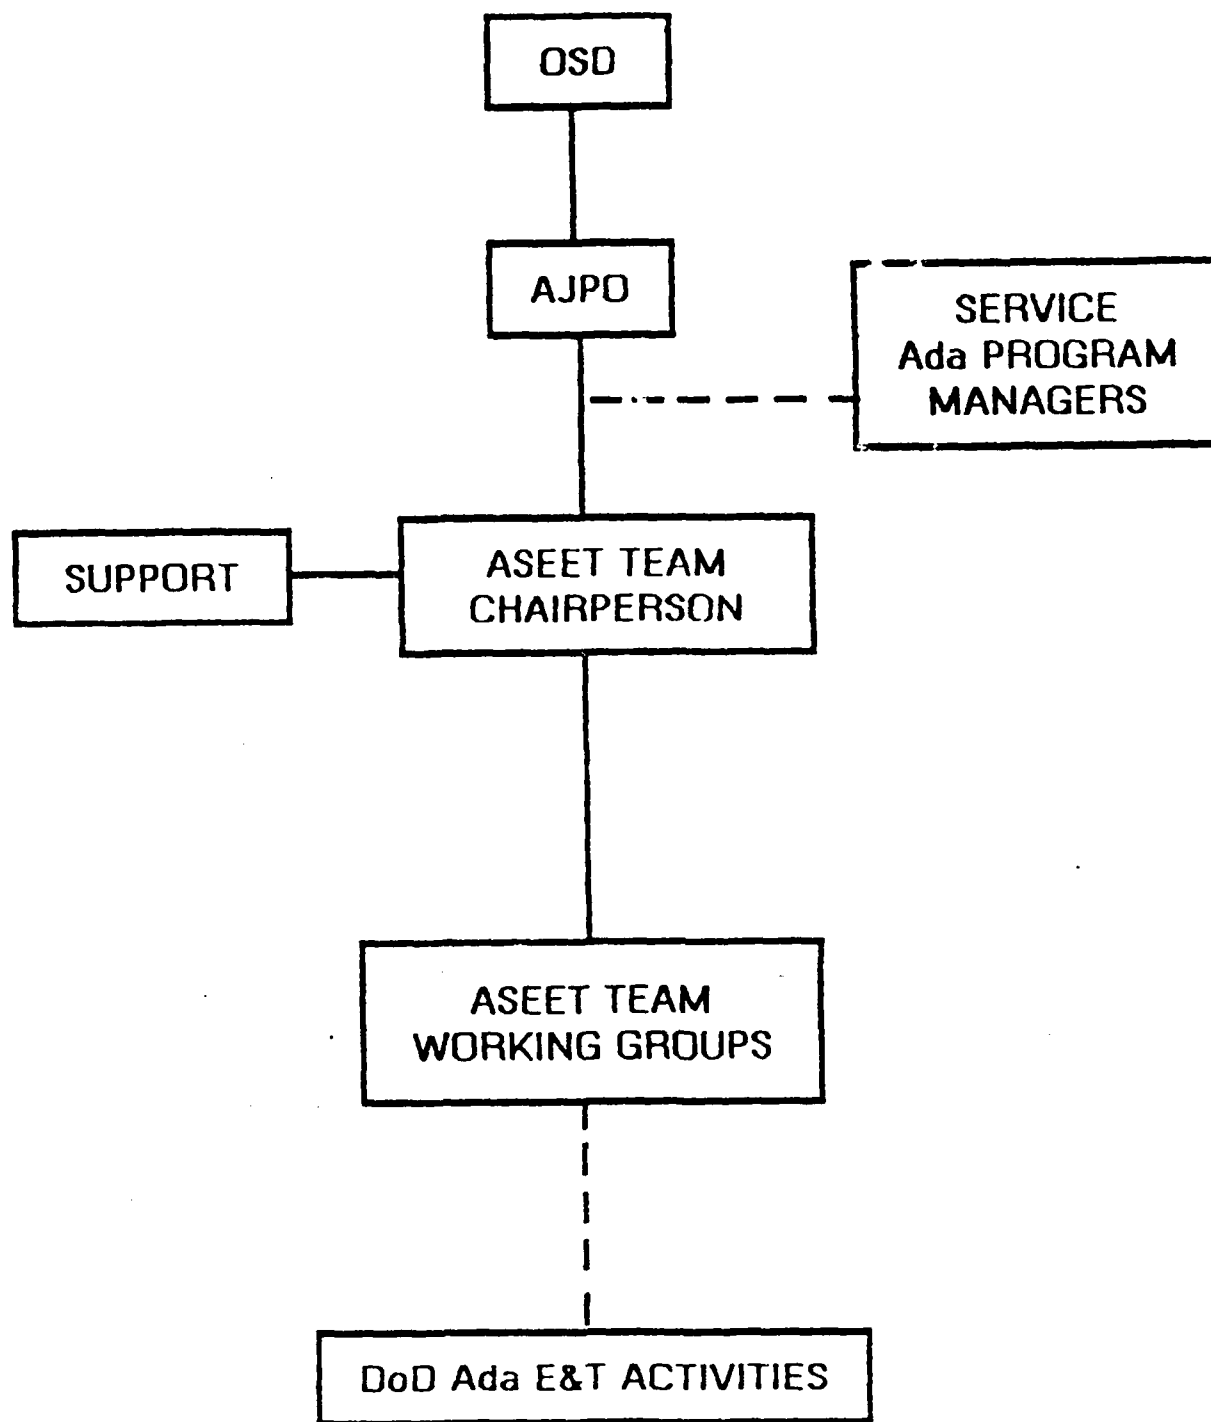 OSD
AJPO
SERVICE
Ada PROGRAM
MANAGERS
SUPPORT
ASEET TEAM
CHAIRPERSON
ASEET TEAM
WORKING GROUPS
DoD Ada E&T ACTIVITIES